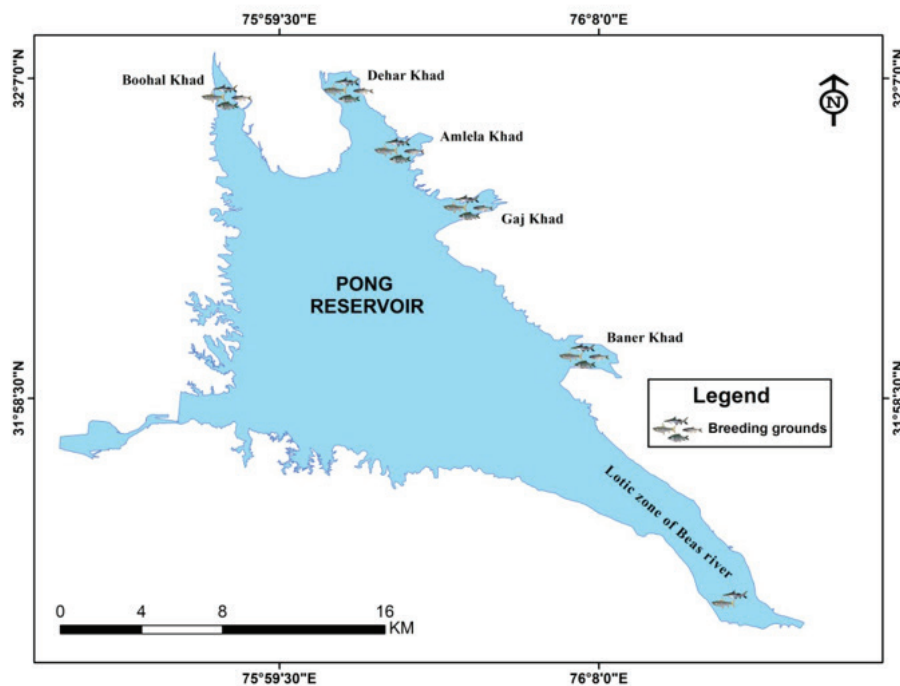 75°59'30"E
76°8'0"E
32°7'0"N
32°7'0"N
Boohal Khad
Dehar Khad
N
Amlela Khad
Gaj Khad
PONG
RESERVOIR
Baner Khad
31°58'30"N
31°58'30"N
Legend
Breeding grounds
Lotic zone of Beas river
0 4 8 16
KM
75°59'30"E
76°8'0"E